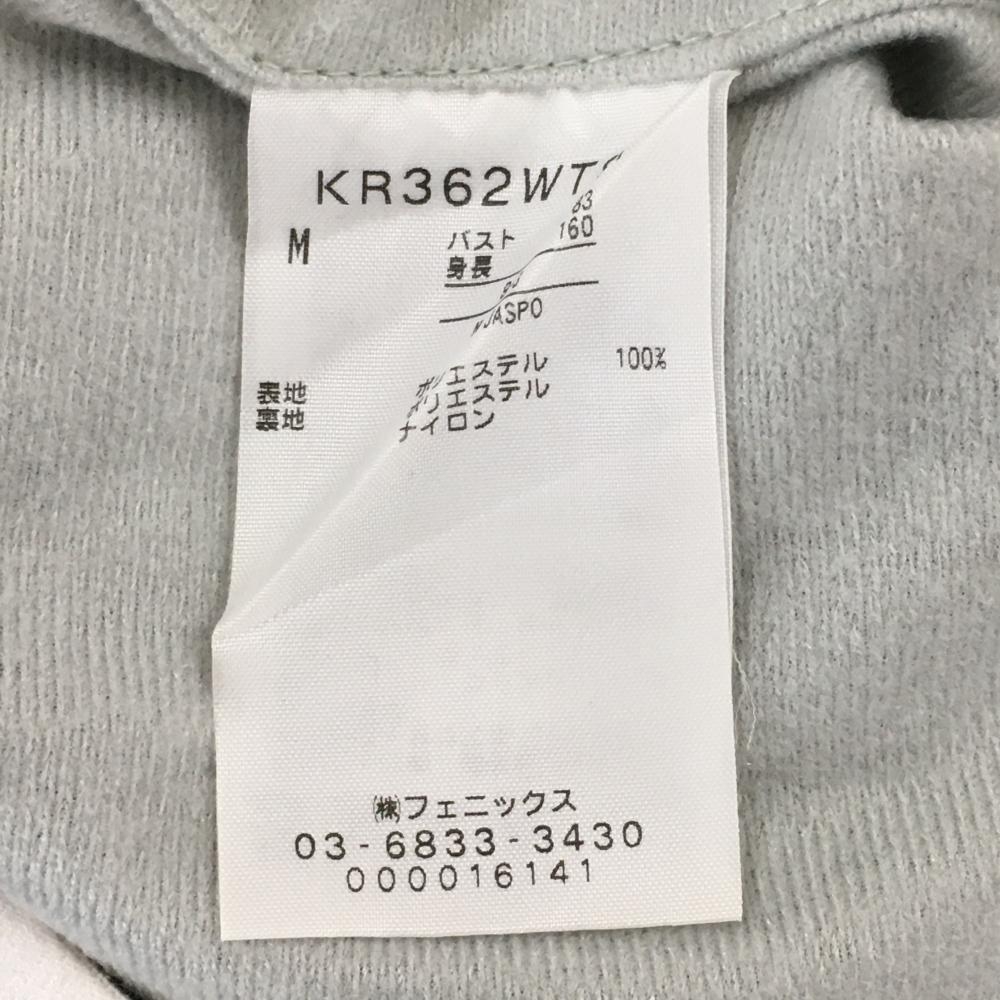 KR362WT
M バスト 83
身長 160
WJASPO
表地 ポリエステル 100%
裏地 ポリエステル
ナイロン
㈱フェニックス
03-6833-3430
000016141